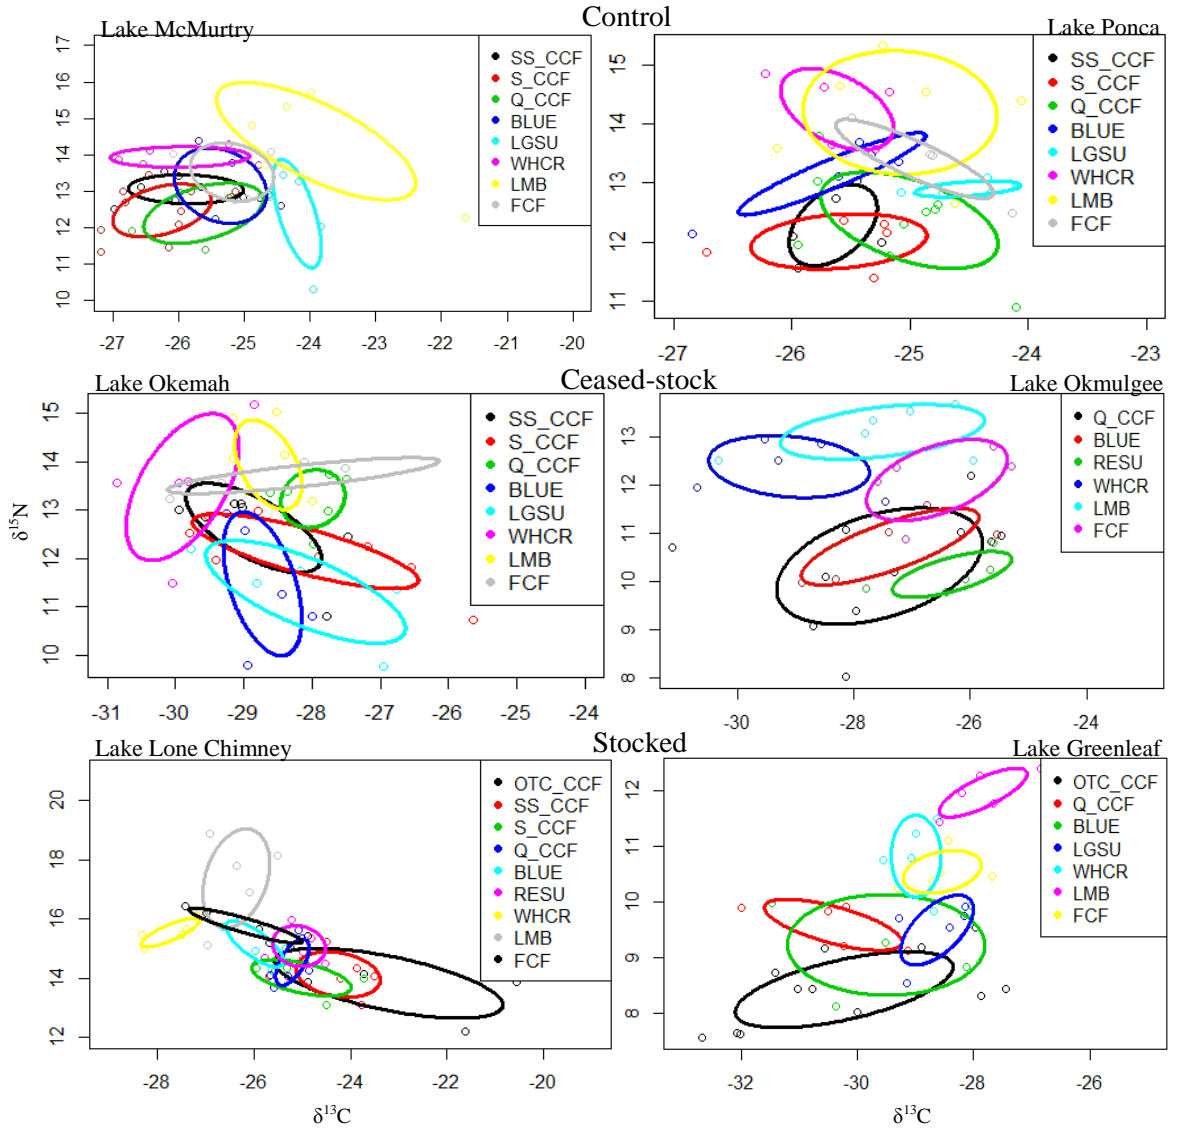 Control
Lake McMurtry
Lake Ponca
17
16
15
14
13
12
11
10
SS_CCF
S_CCF
Q_CCF
BLUE
LGSU
WHCR
LMB
FCF
-27 -26 -25 -24 -23 -22 -21 -20
15
14
13
12
11
SS_CCF
S_CCF
Q_CCF
BLUE
LGSU
WHCR
LMB
FCF
-27 -26 -25 -24 -23
Ceased-stock
Lake Okemah
Lake Okmulgee
δ15N
15
14
13
12
11
10
SS_CCF
S_CCF
Q_CCF
BLUE
LGSU
WHCR
LMB
FCF
-31 -30 -29 -28 -27 -26 -25 -24
13
12
11
10
9
8
Q_CCF
BLUE
RESU
WHCR
LMB
FCF
-30 -28 -26 -24
Stocked
Lake Lone Chimney
Lake Greenleaf
20
18
16
14
12
OTC_CCF
SS_CCF
S_CCF
Q_CCF
BLUE
RESU
WHCR
LMB
FCF
-28 -26 -24 -22 -20
δ13C
12
11
10
9
8
OTC_CCF
Q_CCF
BLUE
LGSU
WHCR
LMB
FCF
-32 -30 -28 -26
δ13C